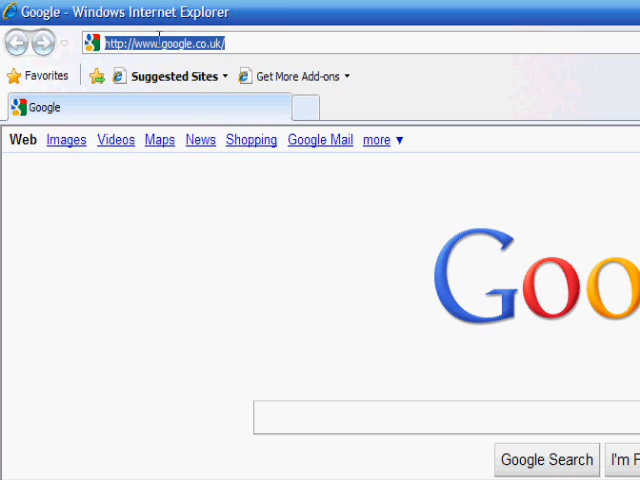 Google - Windows Internet Explorer
http://www.google.co.uk/
Favorites Suggested Sites Get More Add-ons
Google
Web Images Videos Maps News Shopping Google Mail more ▼
Goo
Google Search I'm F